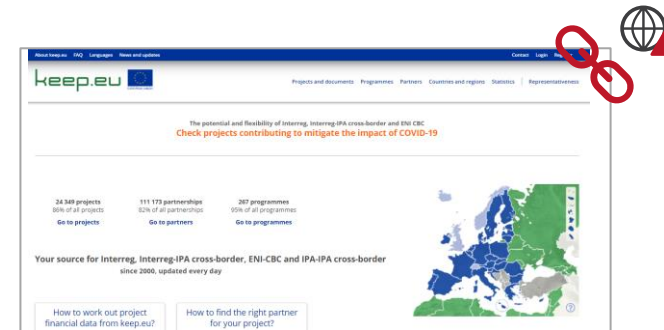 About keep.eu FAQ Languages News and updates Contact Login
keep.eu
Projects and documents Programmes Partners Countries and regions Statistics Representativeness
The potential and flexibility of Interreg, Interreg-IPA cross-border and ENI CBC
Check projects contributing to mitigate the impact of COVID-19
24 349 projects 111 173 partnerships 267 programmes
86% of all projects 82% of all partnerships 95% of all programmes
Go to projects Go to partners Go to programmes
Your source for Interreg, Interreg-IPA cross-border, ENI-CBC and IPA-IPA cross-border
since 2000, updated every day
How to work out project
financial data from keep.eu?
How to find the right partner
for your project?